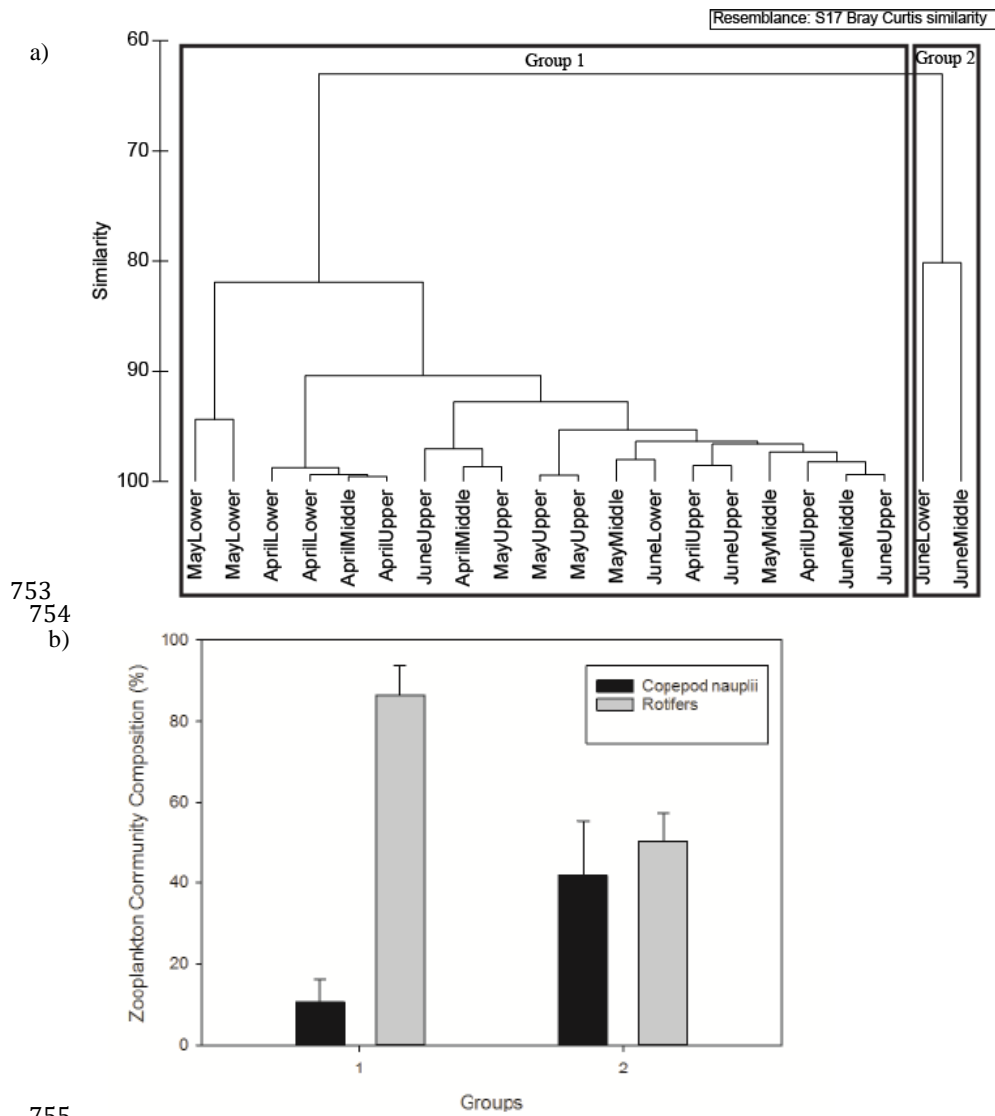 Resemblance: S17 Bray Curtis similarity
a)
Group 1
Group 2
60
70
80
90
100
Similarity
MayLower
MayLower
AprilLower
AprilLower
AprilMiddle
AprilUpper
JuneUpper
AprilMiddle
MayUpper
MayUpper
MayUpper
MayMiddle
JuneLower
AprilUpper
JuneUpper
MayMiddle
AprilUpper
JuneMiddle
JuneUpper
JuneLower
JuneMiddle
753
754
b)
Zooplankton Community Composition (%)
100
80
60
40
20
0
Copepod nauplii
Rotifers
1
2
Groups
755